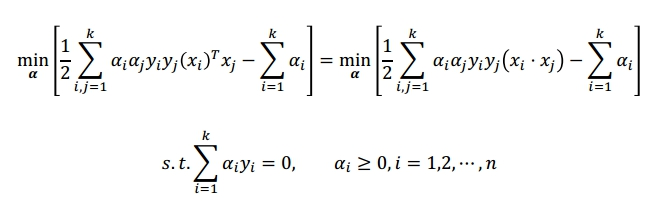 min_α [ 1/2 ∑_{i,j=1}^{k} α_i α_j y_i y_j (x_i)^T x_j − ∑_{i=1}^{k} α_i ] = min_α [ 1/2 ∑_{i,j=1}^{k} α_i α_j y_i y_j (x_i · x_j) − ∑_{i=1}^{k} α_i ]
s.t. ∑_{i=1}^{k} α_i y_i = 0, α_i ≥ 0, i = 1,2,⋯,n